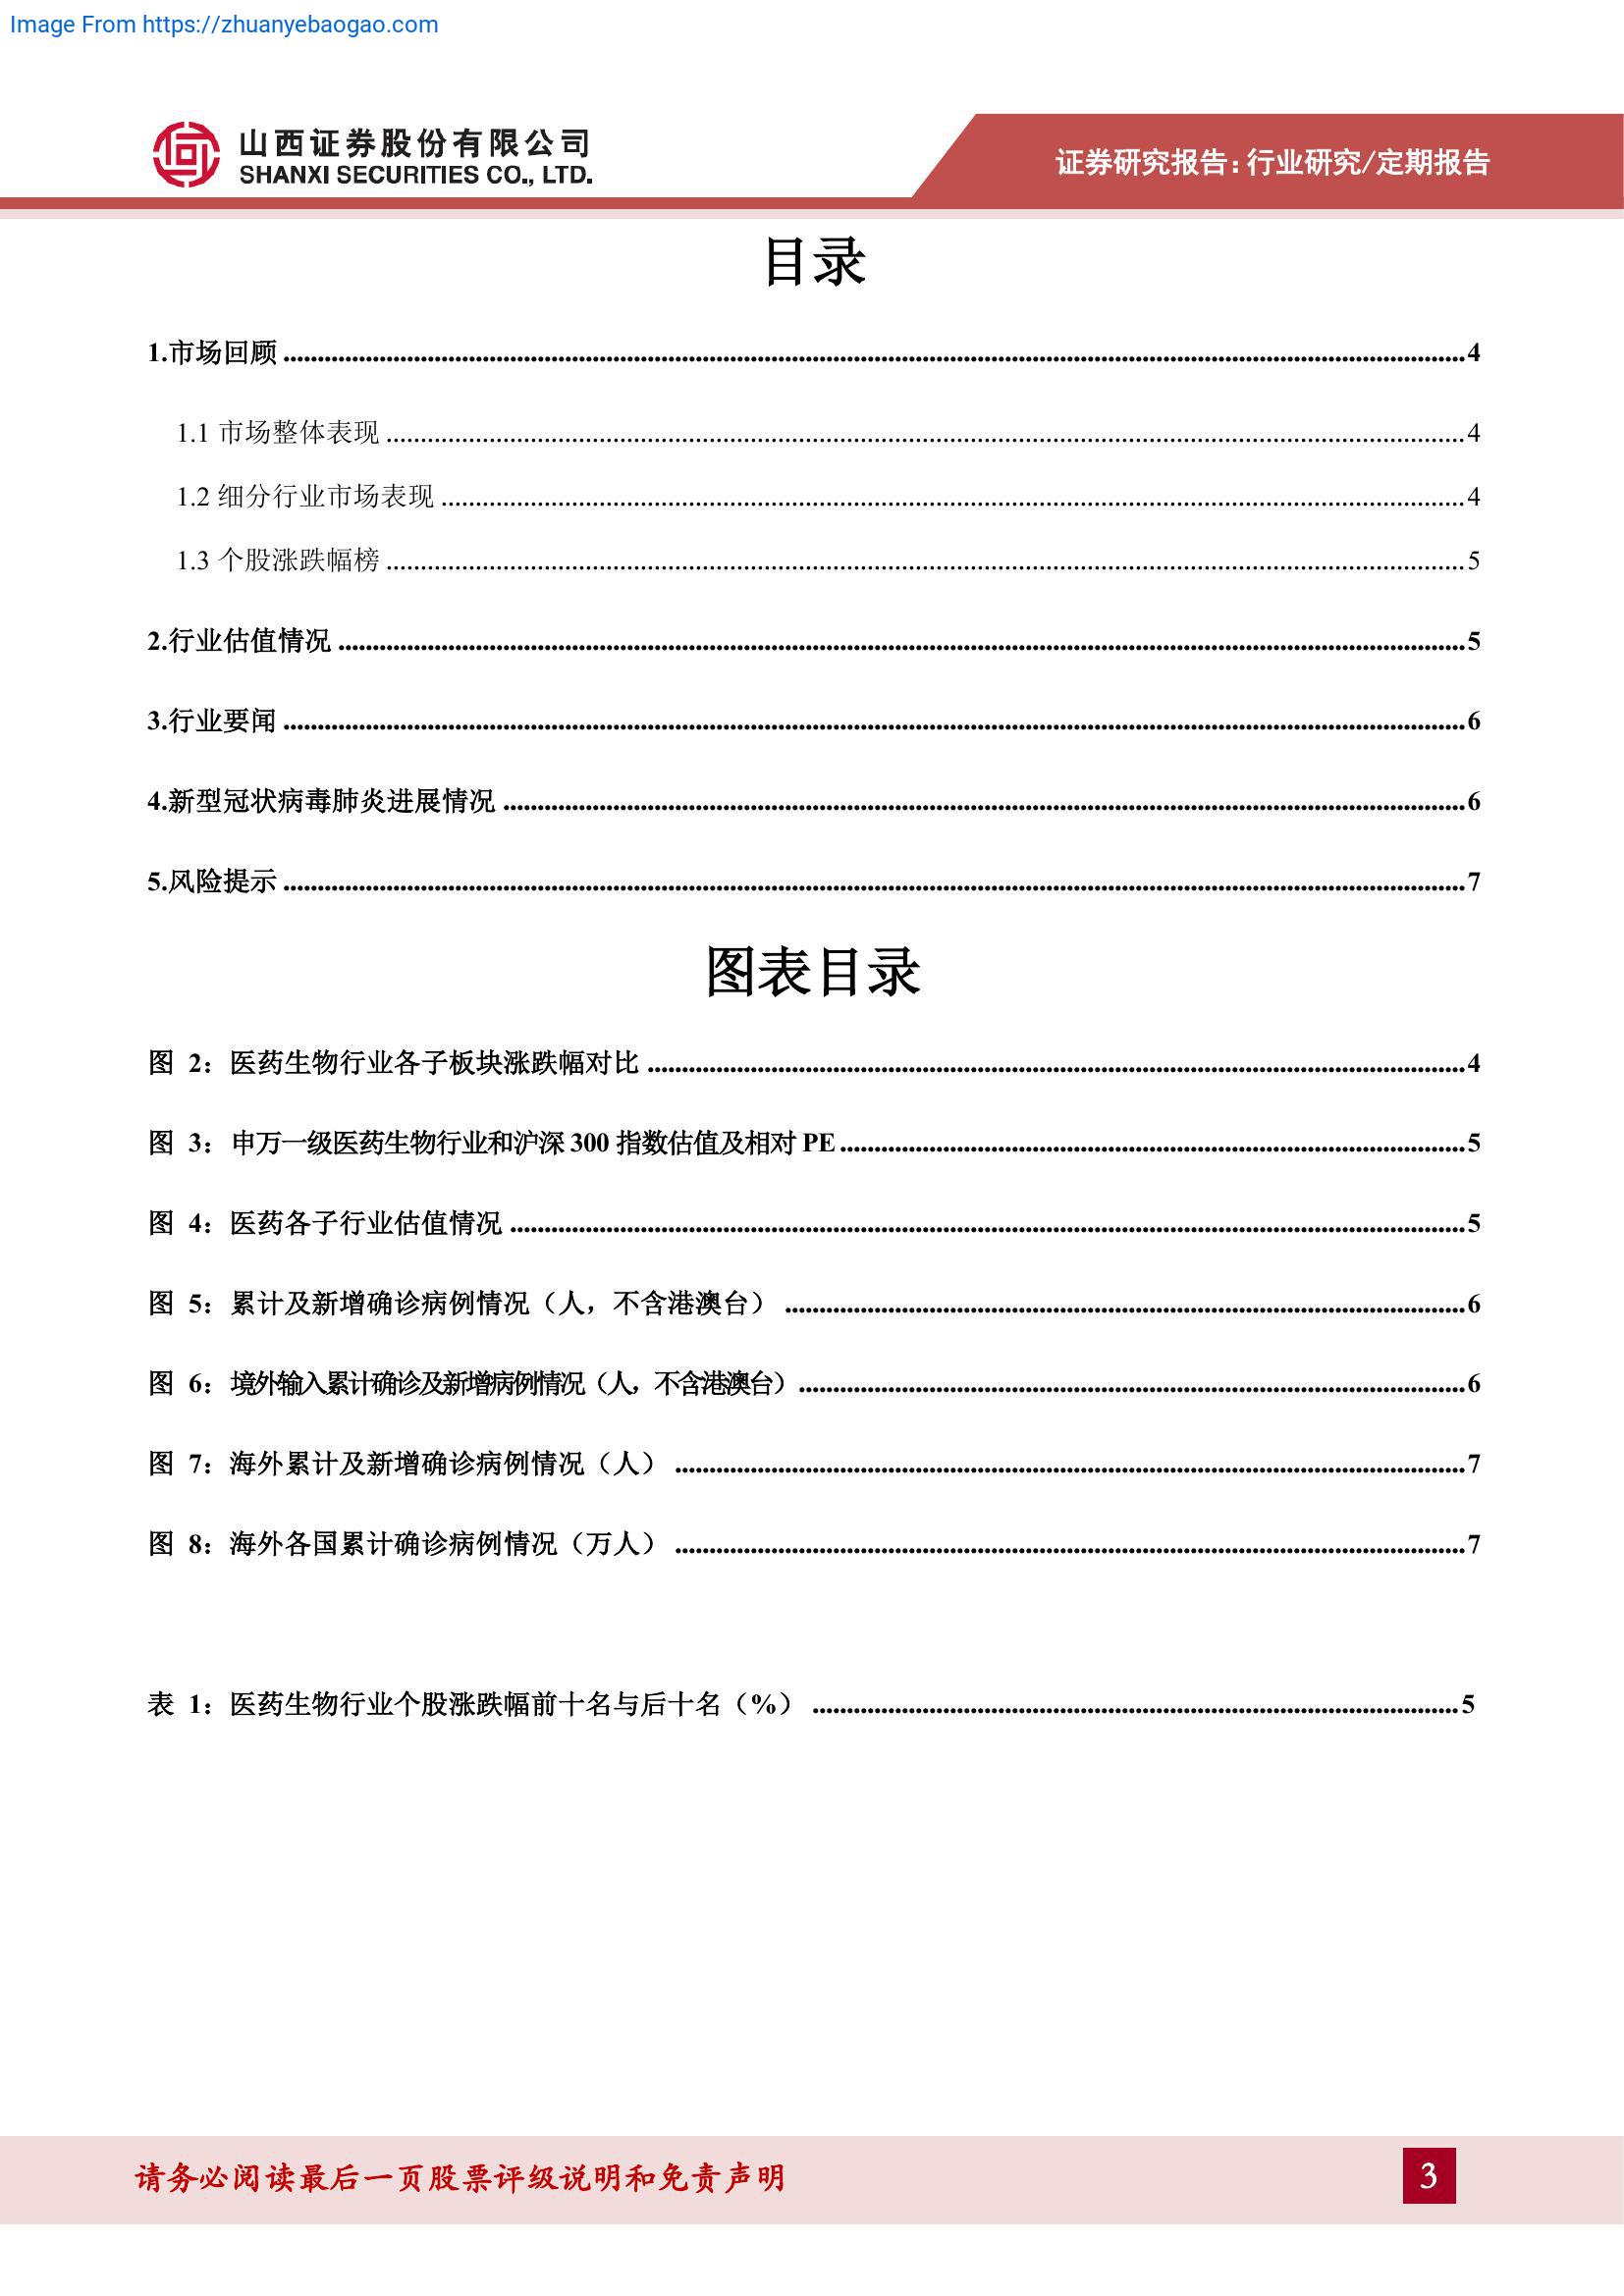 Image From https://zhuanyebaogao.com
山西证券股份有限公司
SHANXI SECURITIES CO., LTD.
证券研究报告：行业研究/定期报告
目录
1.市场回顾 ........ 4
1.1 市场整体表现 ........ 4
1.2 细分行业市场表现 ........ 4
1.3 个股涨跌幅榜 ........ 5
2.行业估值情况 ........ 5
3.行业要闻 ........ 6
4.新型冠状病毒肺炎进展情况 ........ 6
5.风险提示 ........ 7
图表目录
图 2：医药生物行业各子板块涨跌幅对比 ........ 4
图 3：申万一级医药生物行业和沪深 300 指数估值及相对 PE ........ 5
图 4：医药各子行业估值情况 ........ 5
图 5：累计及新增确诊病例情况（人，不含港澳台） ........ 6
图 6：境外输入累计确诊及新增病例情况（人，不含港澳台） ........ 6
图 7：海外累计及新增确诊病例情况（人） ........ 7
图 8：海外各国累计确诊病例情况（万人） ........ 7
表 1：医药生物行业个股涨跌幅前十名与后十名（%） ........ 5
请务必阅读最后一页股票评级说明和免责声明
3